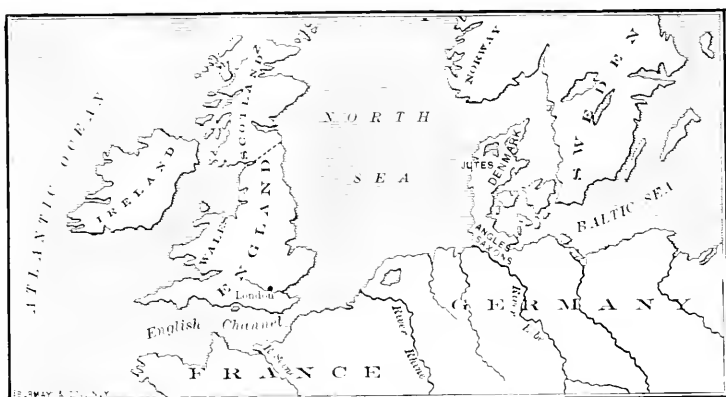 NORWAY
SWEDEN
SCOTLAND
NORTH
SEA
ATLANTIC OCEAN
IRELAND
JUTES
DENMARK
WALES
ENGLAND
BALTIC SEA
ANGLES
SAXONS
London
GERMANY
English Channel
River Rhine
River
FRANCE